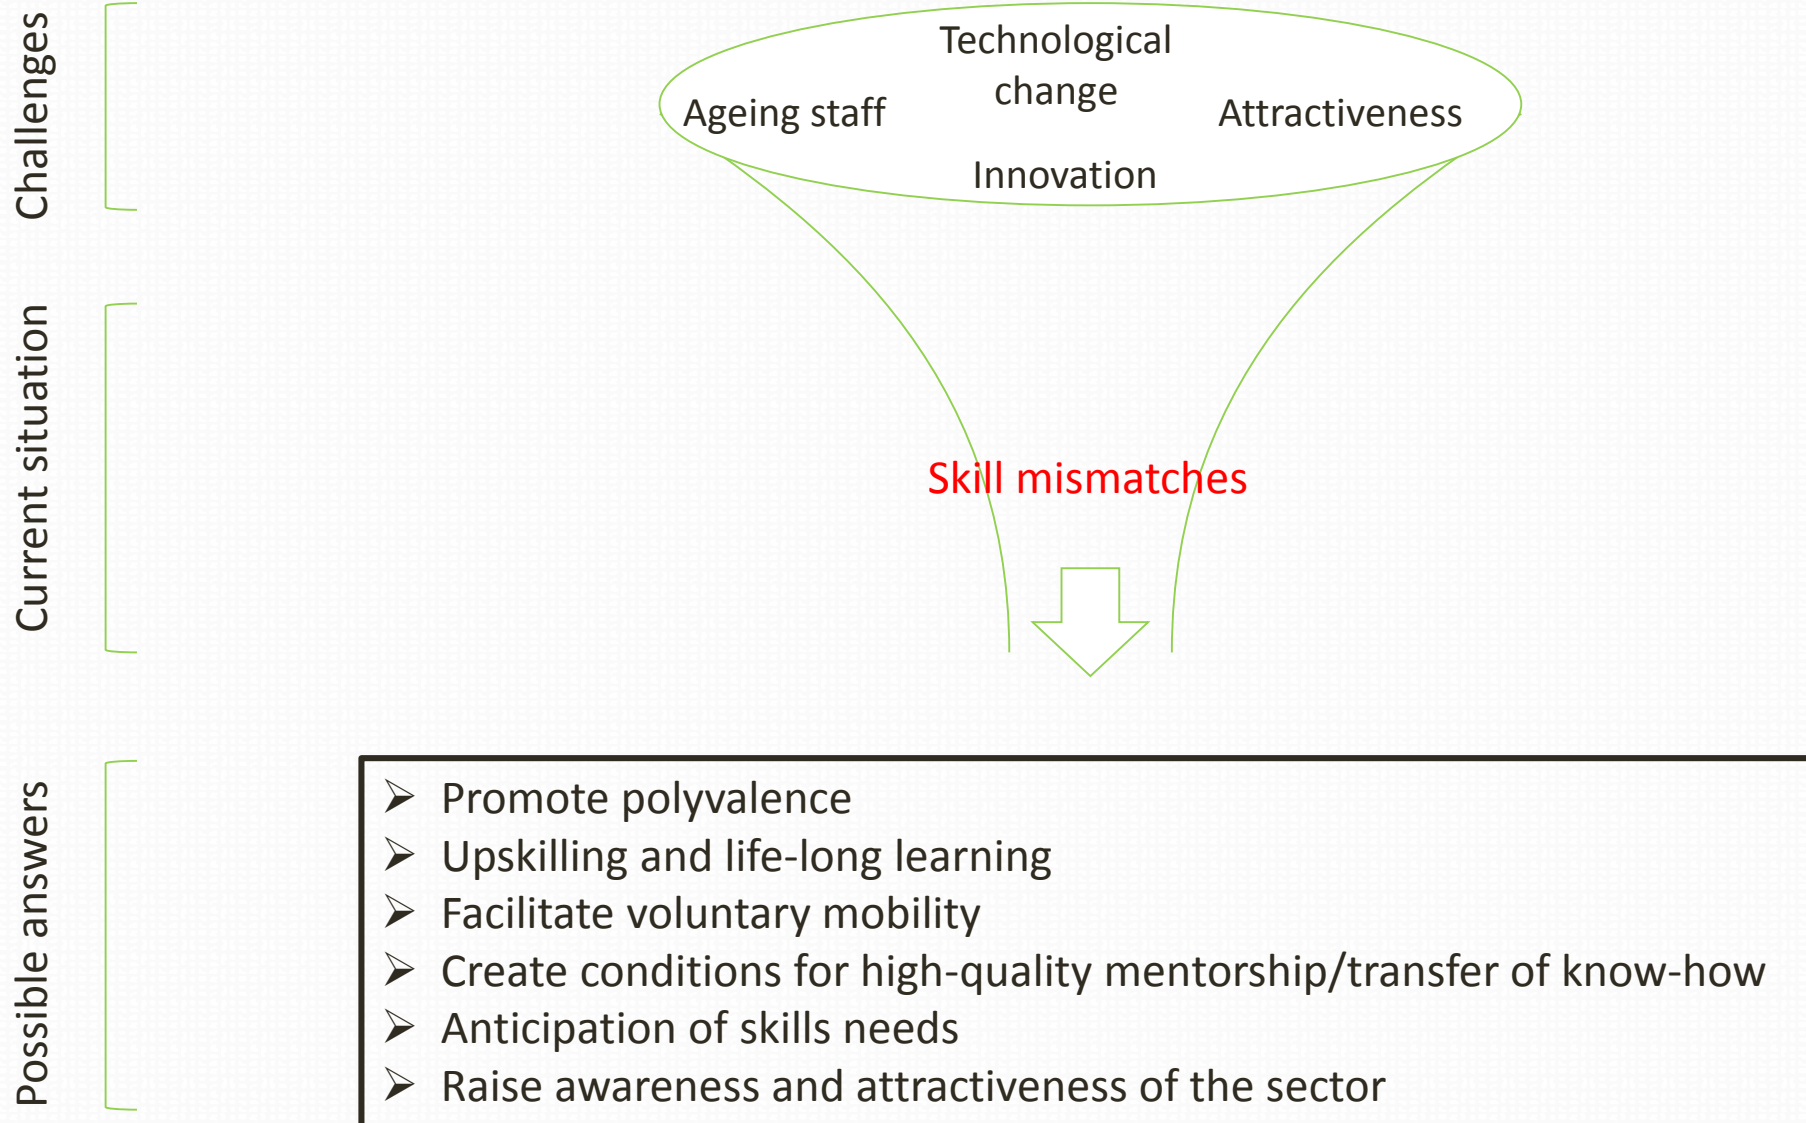 Challenges
Technological
change
Ageing staff
Attractiveness
Innovation
Current situation
Skill mismatches
Possible answers
➢ Promote polyvalence
➢ Upskilling and life-long learning
➢ Facilitate voluntary mobility
➢ Create conditions for high-quality mentorship/transfer of know-how
➢ Anticipation of skills needs
➢ Raise awareness and attractiveness of the sector